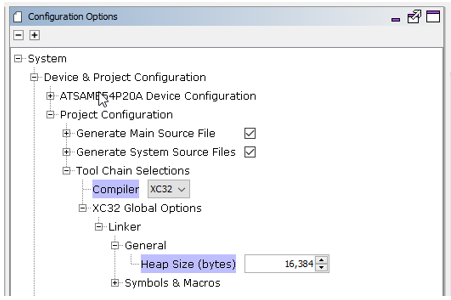 Configuration Options
System
Device & Project Configuration
ATSAME54P20A Device Configuration
Project Configuration
Generate Main Source File
Generate System Source Files
Tool Chain Selections
Compiler XC32
XC32 Global Options
Linker
General
Heap Size (bytes) 16,384
Symbols & Macros